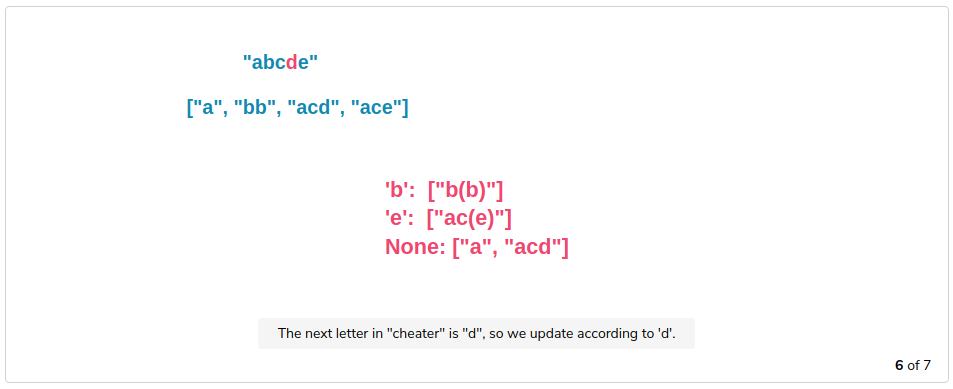 "abcde"
["a", "bb", "acd", "ace"]
'b': ["b(b)"]
'e': ["ac(e)"]
None: ["a", "acd"]
The next letter in "cheater" is "d", so we update according to 'd'.
6 of 7